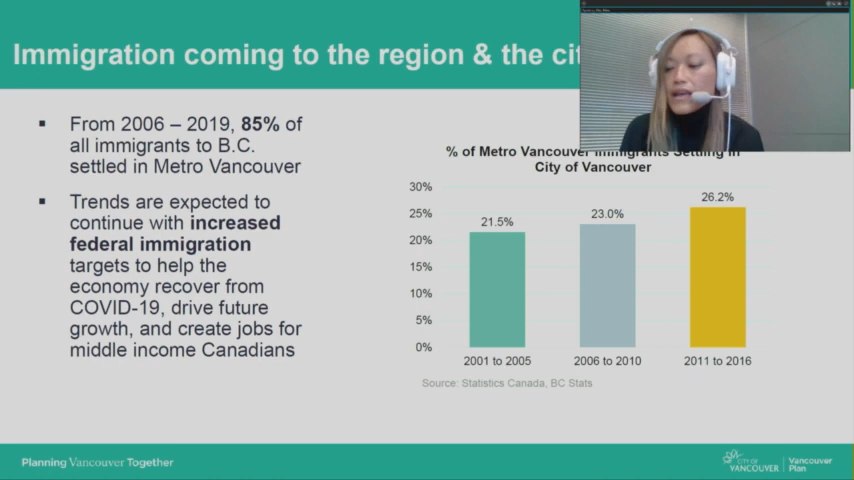 Immigration coming to the region & the cit
▪ From 2006 – 2019, 85% of
all immigrants to B.C.
settled in Metro Vancouver
▪ Trends are expected to
continue with increased
federal immigration
targets to help the
economy recover from
COVID-19, drive future
growth, and create jobs for
middle income Canadians
% of Metro Vancouver Immigrants Settling in
City of Vancouver
30%
25%
20%
15%
10%
5%
0%
21.5%
23.0%
26.2%
2001 to 2005
2006 to 2010
2011 to 2016
Source: Statistics Canada, BC Stats
Planning Vancouver Together
CITY OF
VANCOUVER
Vancouver
Plan